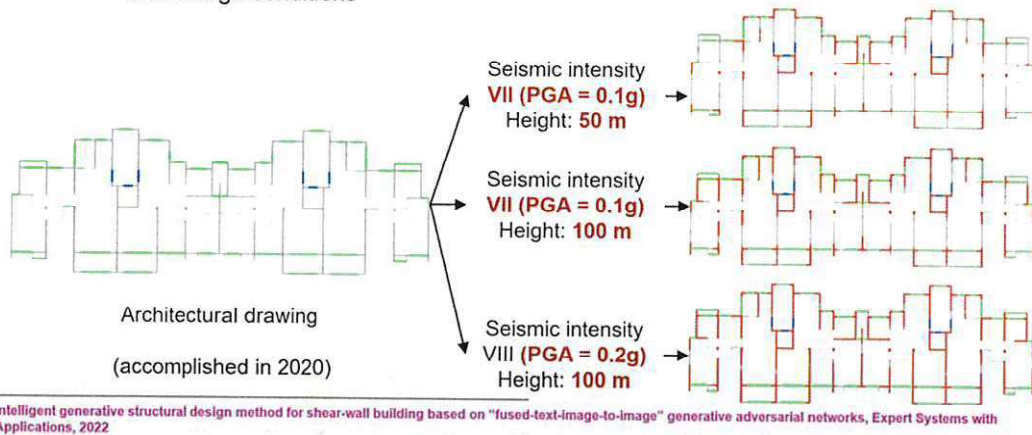 Seismic intensity
VII (PGA = 0.1g)
Height: 50 m
Seismic intensity
VII (PGA = 0.1g)
Height: 100 m
Architectural drawing
(accomplished in 2020)
Seismic intensity
VIII (PGA = 0.2g)
Height: 100 m
ntelligent generative structural design method for shear-wall building based on "fused-text-image-to-image" generative adversarial networks, Expert Systems with
Applications, 2022